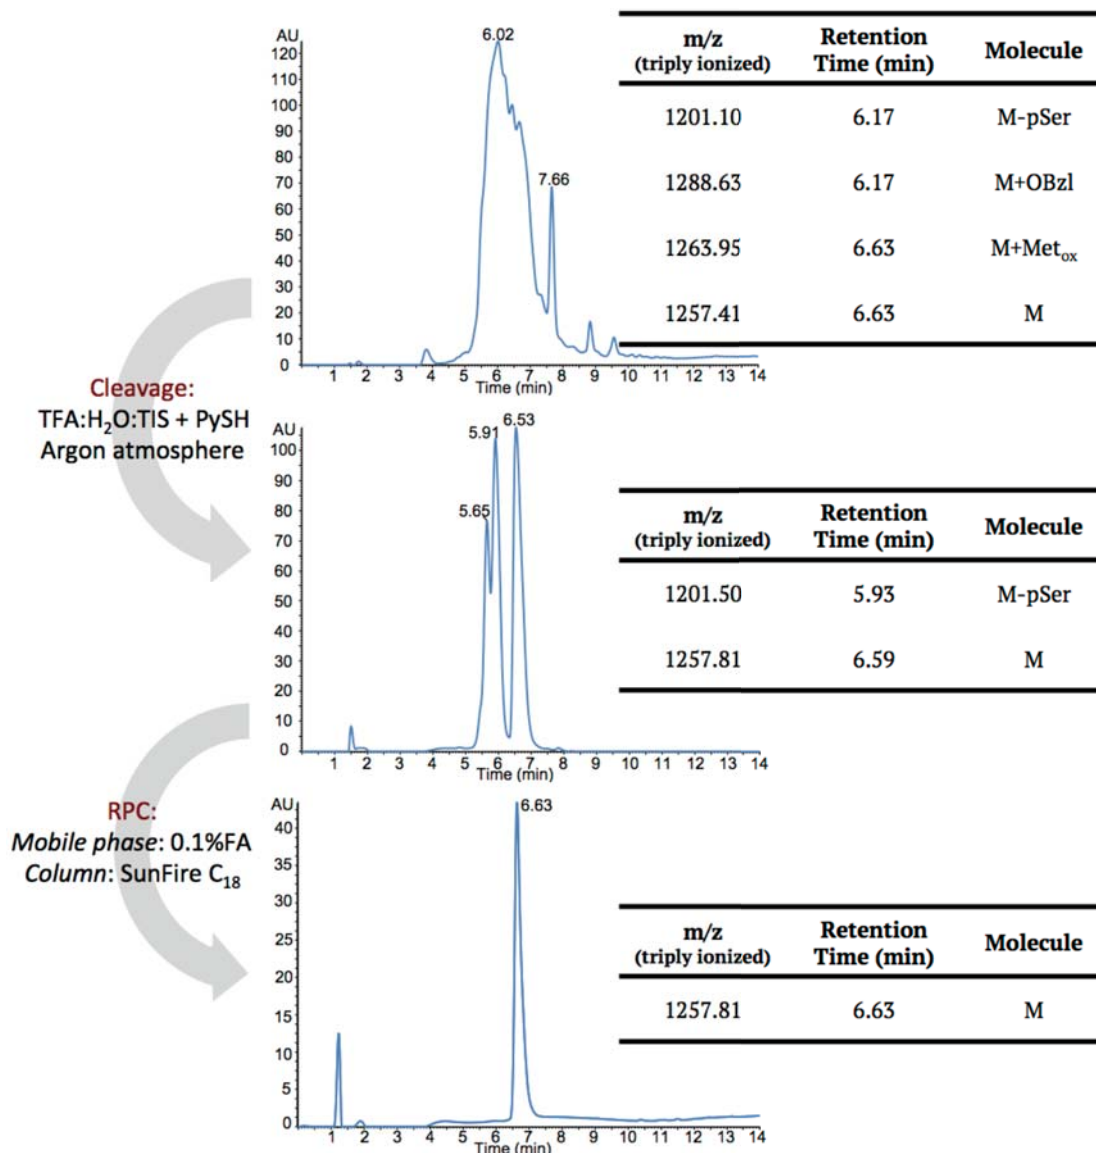 AU
120
110
100
90
80
70
60
50
40
30
20
10
0
6.02
7.66
1 2 3 4 5 6 7 8 9 10 11 12 13 14
Time (min)
m/z
(triply ionized)
Retention
Time (min)
Molecule
1201.10 6.17 M-pSer
1288.63 6.17 M+OBzl
1263.95 6.63 M+Metox
1257.41 6.63 M
Cleavage:
TFA:H₂O:TIS + PySH
Argon atmosphere
AU
100
90
80
70
60
50
40
30
20
10
0
5.65
5.91
6.53
1 2 3 4 5 6 7 8 9 10 11 12 13 14
Time (min)
m/z
(triply ionized)
Retention
Time (min)
Molecule
1201.50 5.93 M-pSer
1257.81 6.59 M
RPC:
Mobile phase: 0.1%FA
Column: SunFire C₁₈
AU
40
35
30
25
20
15
10
5
0
6.63
1 2 3 4 5 6 7 8 9 10 11 12 13 14
Time (min)
m/z
(triply ionized)
Retention
Time (min)
Molecule
1257.81 6.63 M